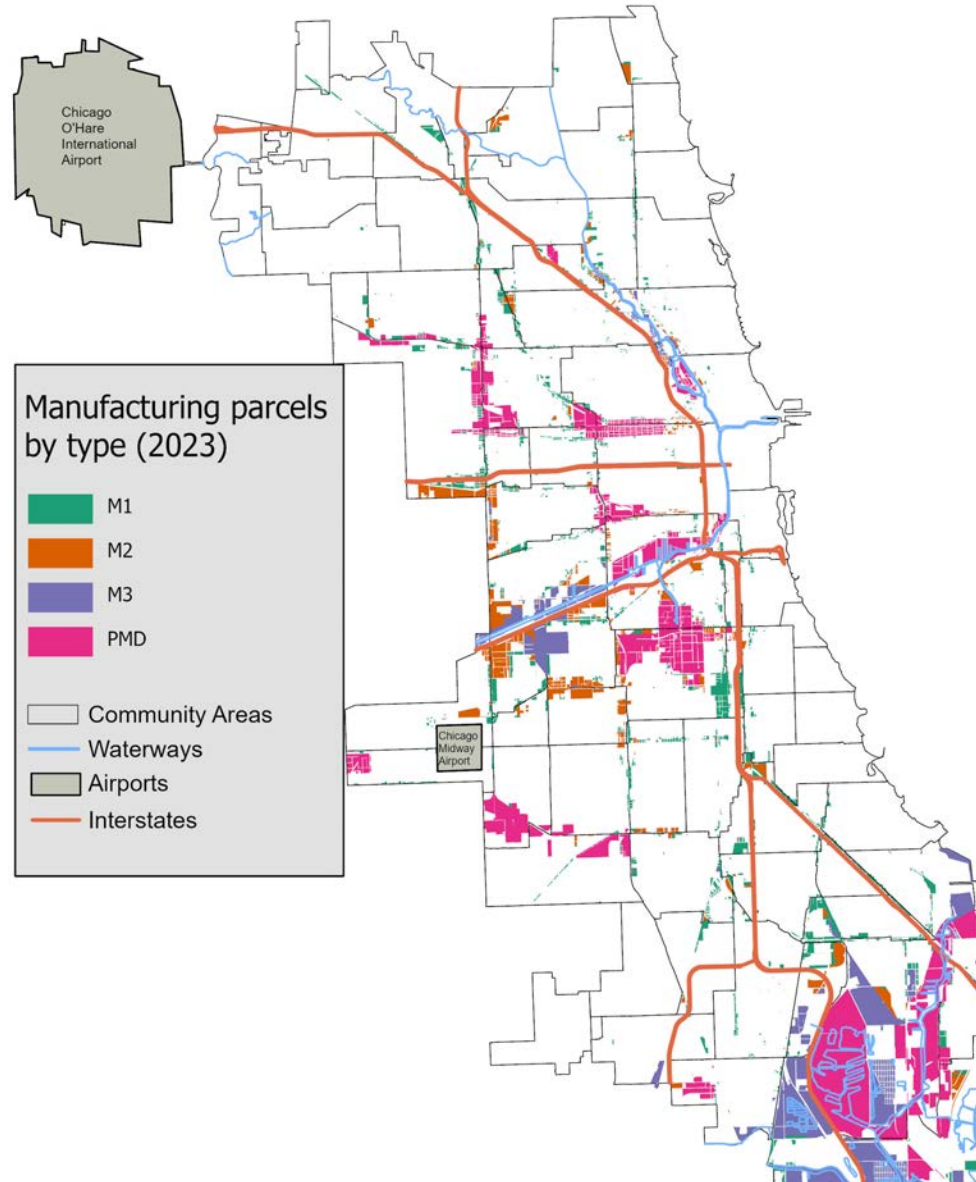 Chicago
O'Hare
International
Airport
Manufacturing parcels
by type (2023)
M1
M2
M3
PMD
Community Areas
Waterways
Airports
Interstates
Chicago
Midway
Airport